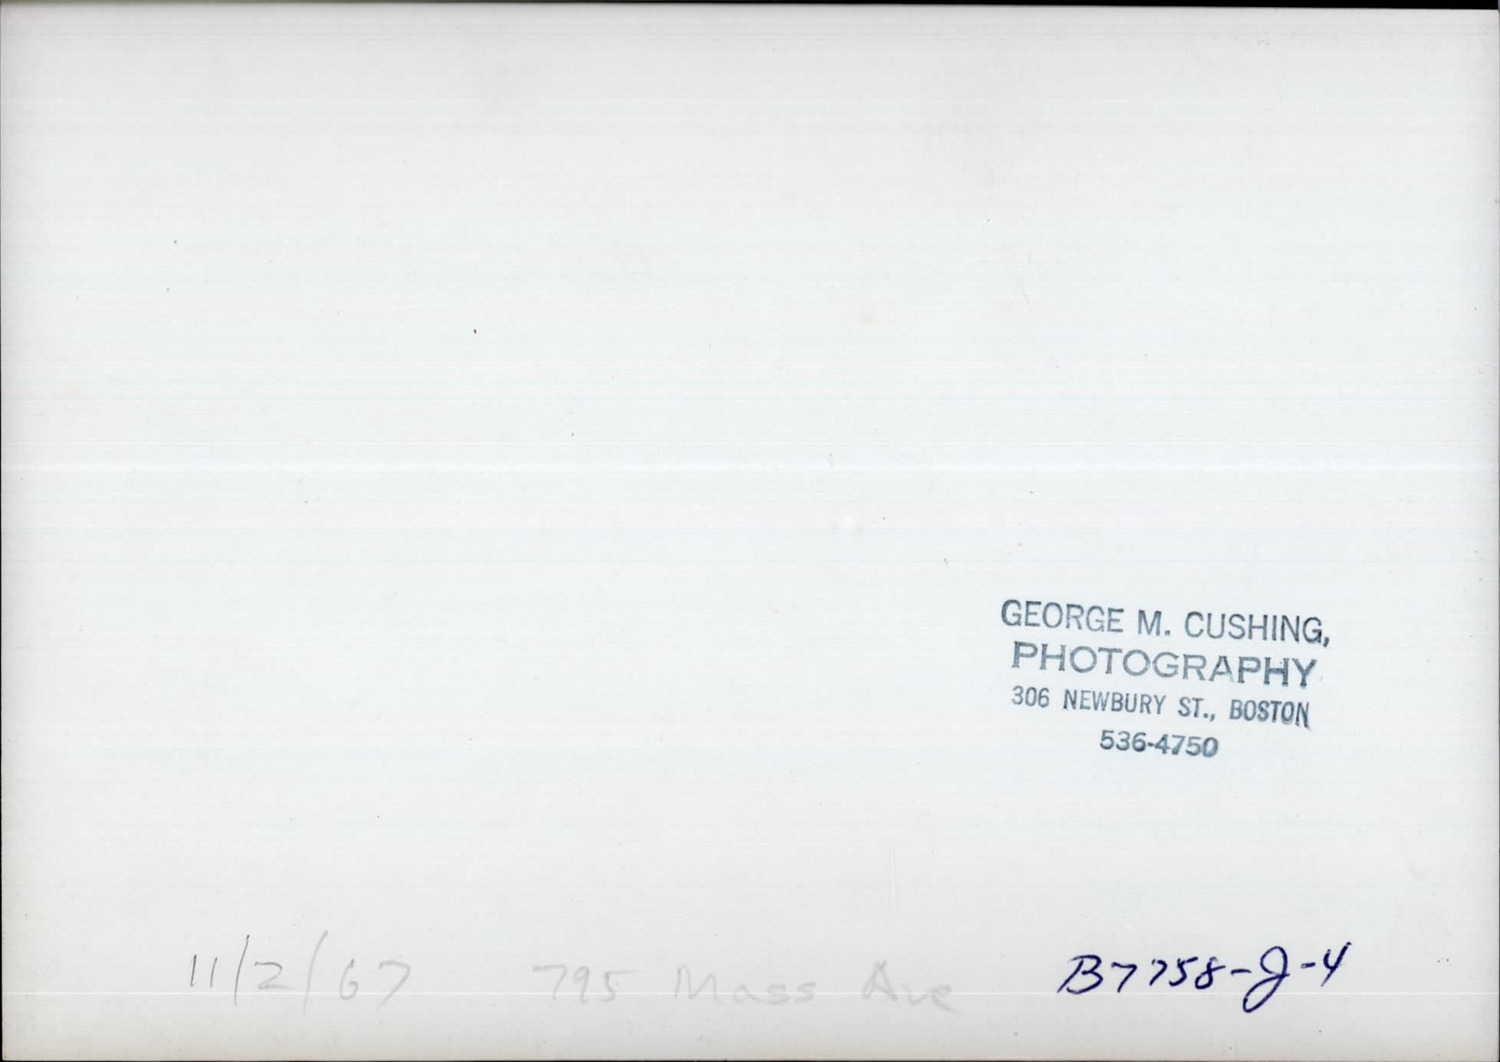 GEORGE M. CUSHING,
PHOTOGRAPHY
306 NEWBURY ST., BOSTON
536-4750
11/2/67 795 Mass Ave B7758-J-4